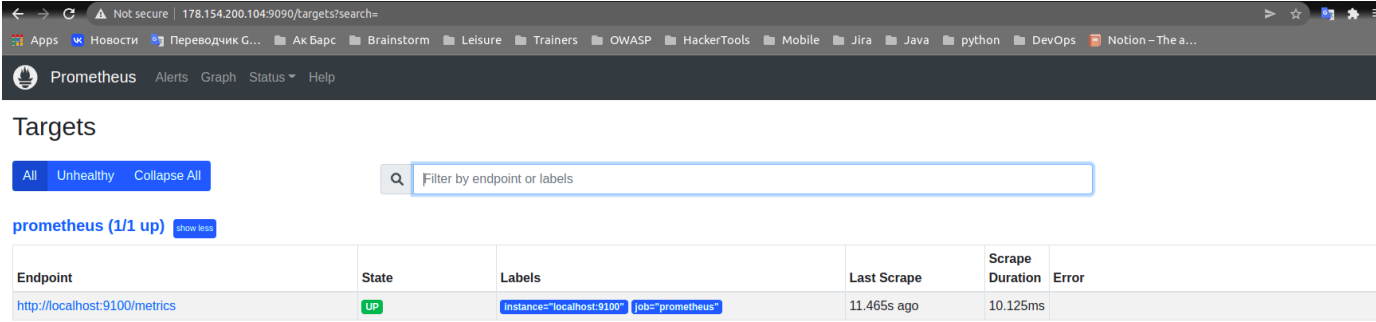 Not secure | 178.154.200.104:9090/targets?search=
Apps Новости Переводчик G... Ак Барс Brainstorm Leisure Trainers OWASP HackerTools Mobile Jira Java python DevOps Notion – The a...
Prometheus Alerts Graph Status Help
Targets
All Unhealthy Collapse All
Filter by endpoint or labels
prometheus (1/1 up) show less
Endpoint State Labels Last Scrape Scrape Duration Error
http://localhost:9100/metrics UP instance="localhost:9100" job="prometheus" 11.465s ago 10.125ms